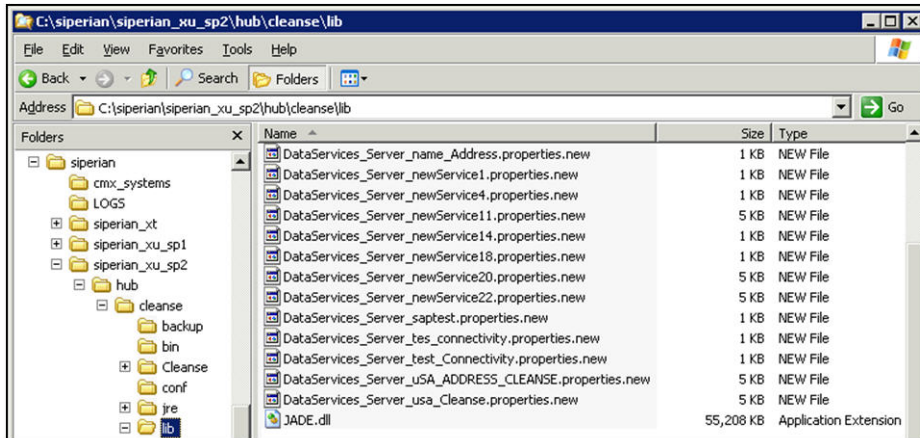 C:\siperian\siperian_xu_sp2\hub\cleanse\lib
File Edit View Favorites Tools Help
Back Search Folders
Address C:\siperian\siperian_xu_sp2\hub\cleanse\lib Go
Folders x
siperian
cmx_systems
LOGS
siperian_xt
siperian_xu_sp1
siperian_xu_sp2
hub
cleanse
backup
bin
Cleanse
conf
jre
lib
Name Size Type
DataServices_Server_name_Address.properties.new 1 KB NEW File
DataServices_Server_newService1.properties.new 1 KB NEW File
DataServices_Server_newService4.properties.new 1 KB NEW File
DataServices_Server_newService11.properties.new 5 KB NEW File
DataServices_Server_newService14.properties.new 1 KB NEW File
DataServices_Server_newService18.properties.new 1 KB NEW File
DataServices_Server_newService20.properties.new 5 KB NEW File
DataServices_Server_newService22.properties.new 5 KB NEW File
DataServices_Server_saptest.properties.new 1 KB NEW File
DataServices_Server_tes_connectivity.properties.new 1 KB NEW File
DataServices_Server_test_Connectivity.properties.new 1 KB NEW File
DataServices_Server_uSA_ADDRESS_CLEANSE.properties.new 5 KB NEW File
DataServices_Server_usa_Cleanse.properties.new 5 KB NEW File
JADE.dll 55,208 KB Application Extension